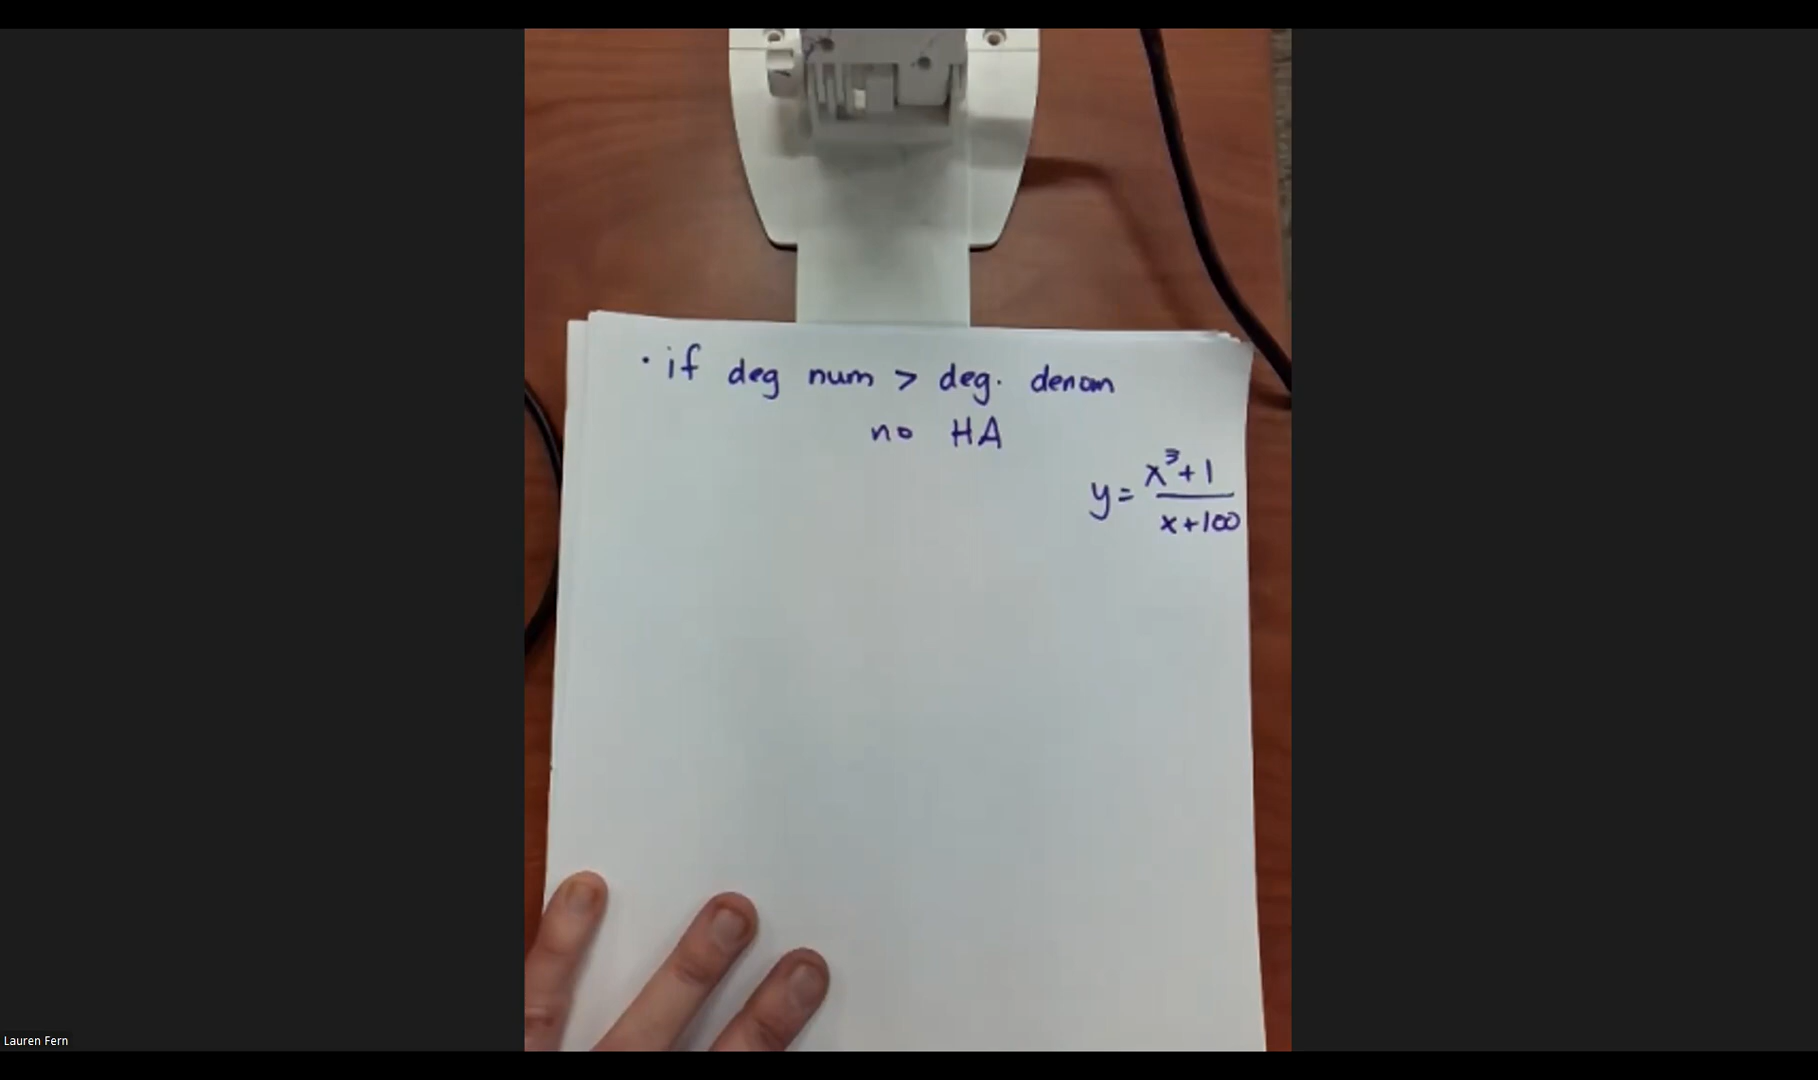 · if deg num > deg. denom
no HA
y = x³+1
x+100
Lauren Fern